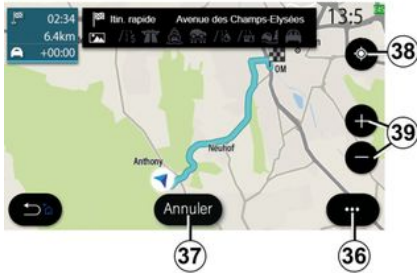 02:34
6.4km
+00:00
Itin. rapide Avenue des Champs-Elysées
13:5
OM
Neuhof
Anthony
Annuler
38
39
37
36